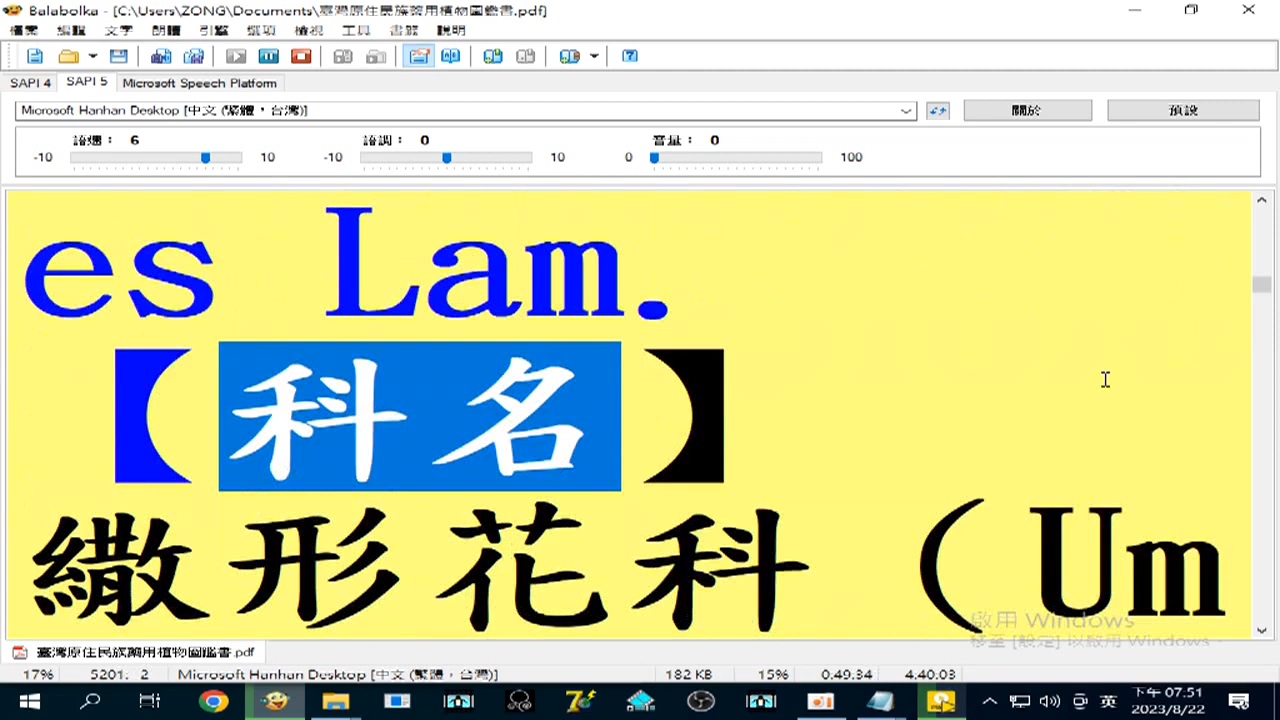 Balabolka - [C:\Users\ZONG\Documents\臺灣原住民族藥用植物圖鑑書.pdf]
檔案 編輯 文字 朗讀 引擎 選項 檢視 工具 書籤 說明
SAPI 4 SAPI 5 Microsoft Speech Platform
Microsoft Hanhan Desktop [中文 (繁體，台灣)] 關於 預設
語速： 6 語調： 0 音量： 0
-10 10 -10 10 0 100
es Lam.
【科名】
繖形花科（Um
啟用 Windows
移至 [設定] 以啟用 Windows。
臺灣原住民族藥用植物圖鑑書.pdf
17% 5201: 2 Microsoft Hanhan Desktop [中文 (繁體，台灣)] 182 KB 15% 0:49:34 4:40:03
英 下午 07:51
2023/8/22